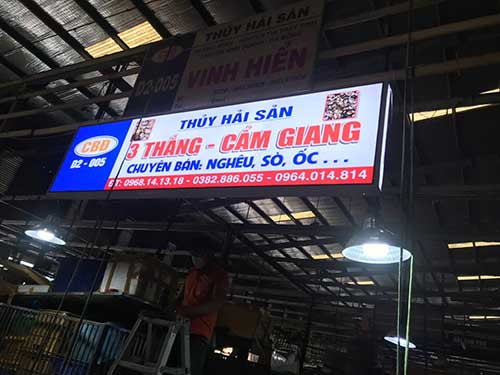 THỦY HẢI SẢN
VINH HIỂN
D2-009
THỦY HẢI SẢN
3 THẮNG - CẨM GIANG
CHUYÊN BÁN: NGHÊU, SÒ, ỐC . . .
ĐT: 0968.14.13.18 - 0382.886.055 - 0964.014.814
CBD
D2 - 005